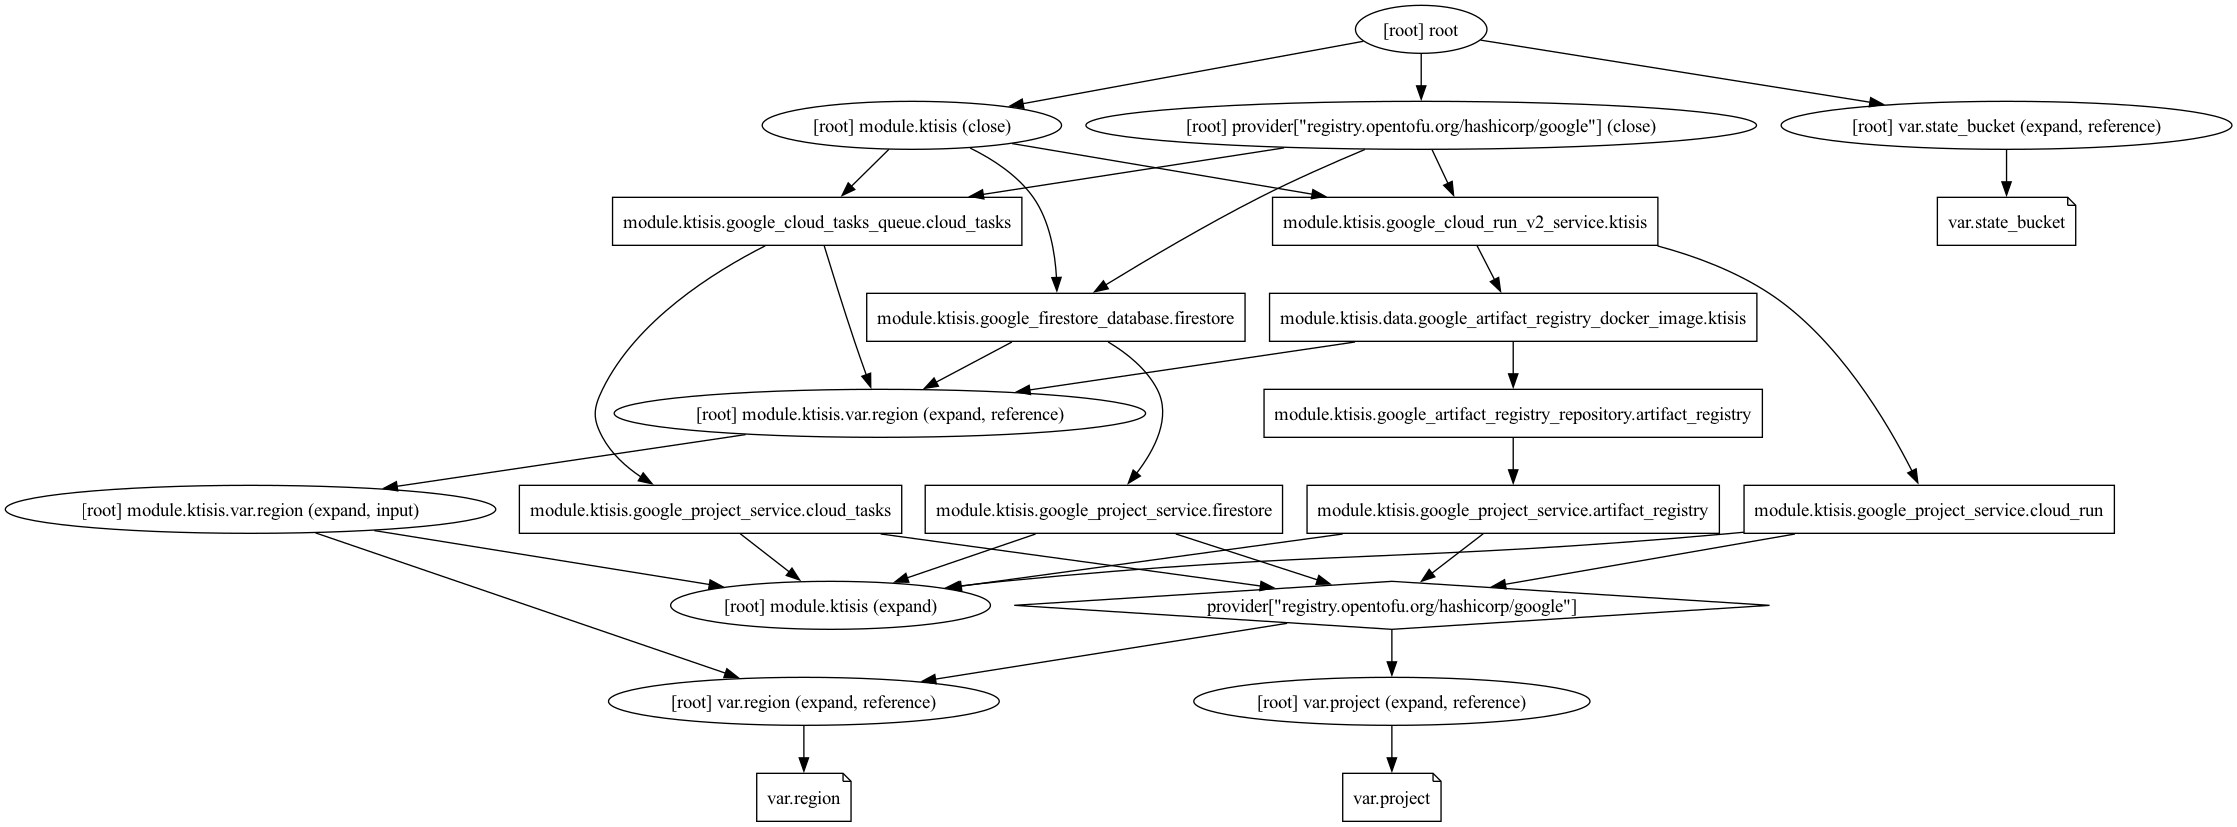 [root] root
[root] module.ktisis (close)
[root] provider["registry.opentofu.org/hashicorp/google"] (close)
[root] var.state_bucket (expand, reference)
module.ktisis.google_cloud_tasks_queue.cloud_tasks
module.ktisis.google_cloud_run_v2_service.ktisis
var.state_bucket
module.ktisis.google_firestore_database.firestore
module.ktisis.data.google_artifact_registry_docker_image.ktisis
[root] module.ktisis.var.region (expand, reference)
module.ktisis.google_artifact_registry_repository.artifact_registry
[root] module.ktisis.var.region (expand, input)
module.ktisis.google_project_service.cloud_tasks
module.ktisis.google_project_service.firestore
module.ktisis.google_project_service.artifact_registry
module.ktisis.google_project_service.cloud_run
[root] module.ktisis (expand)
provider["registry.opentofu.org/hashicorp/google"]
[root] var.region (expand, reference)
[root] var.project (expand, reference)
var.region
var.project